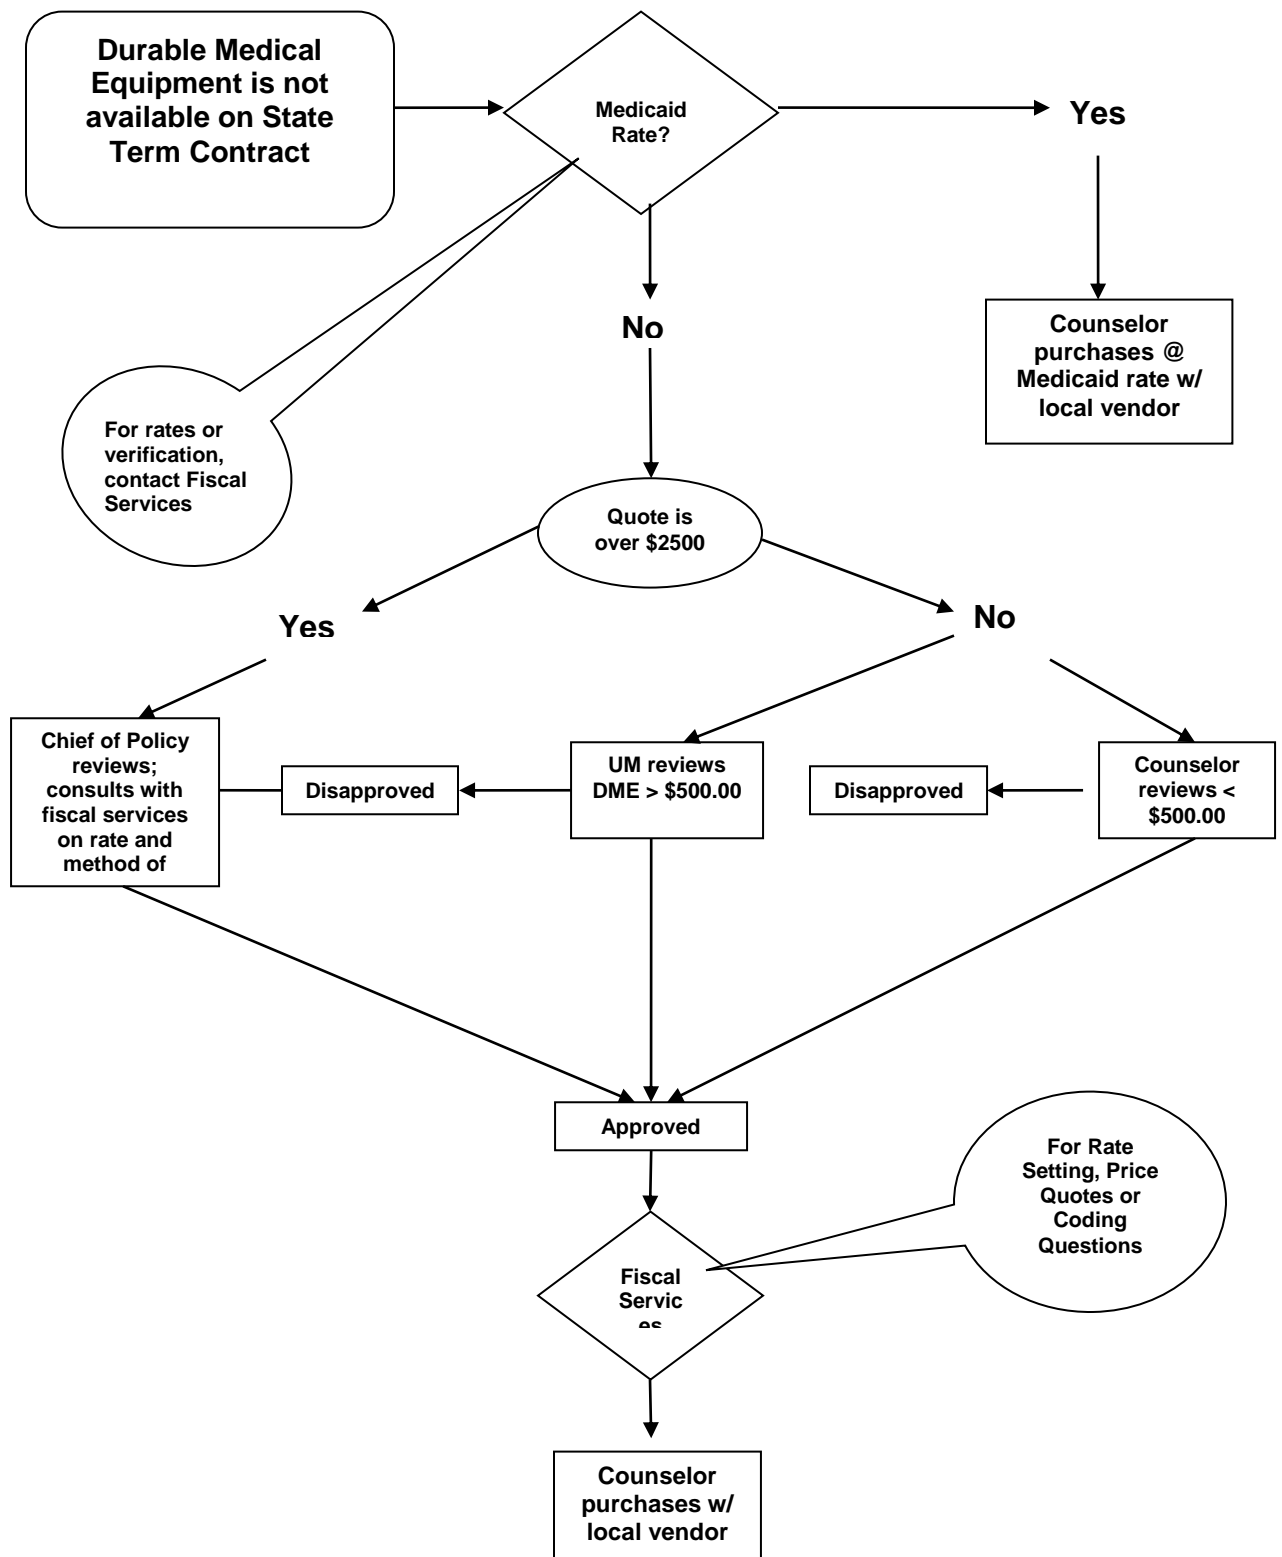 Durable Medical
Equipment is not
available on State
Term Contract
Medicaid
Rate?
Yes
No
Counselor
purchases @
Medicaid rate w/
local vendor
For rates or
verification,
contact Fiscal
Services
Quote is
over $2500
Yes
No
Chief of Policy
reviews;
consults with
fiscal services
on rate and
method of
Disapproved
UM reviews
DME > $500.00
Disapproved
Counselor
reviews <
$500.00
Approved
For Rate
Setting, Price
Quotes or
Coding
Questions
Fiscal
Servic
es
Counselor
purchases w/
local vendor